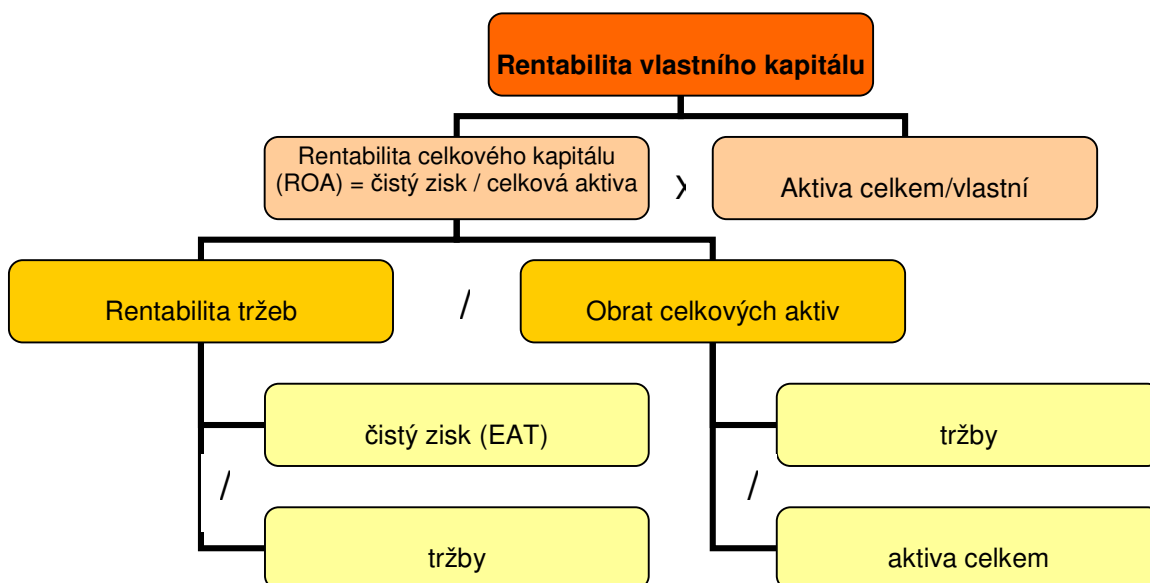 Rentabilita vlastního kapitálu
Rentabilita celkového kapitálu
(ROA) = čistý zisk / celková aktiva
Aktiva celkem/vlastní
Rentabilita tržeb
/
Obrat celkových aktiv
čistý zisk (EAT)
tržby
/
/
tržby
aktiva celkem